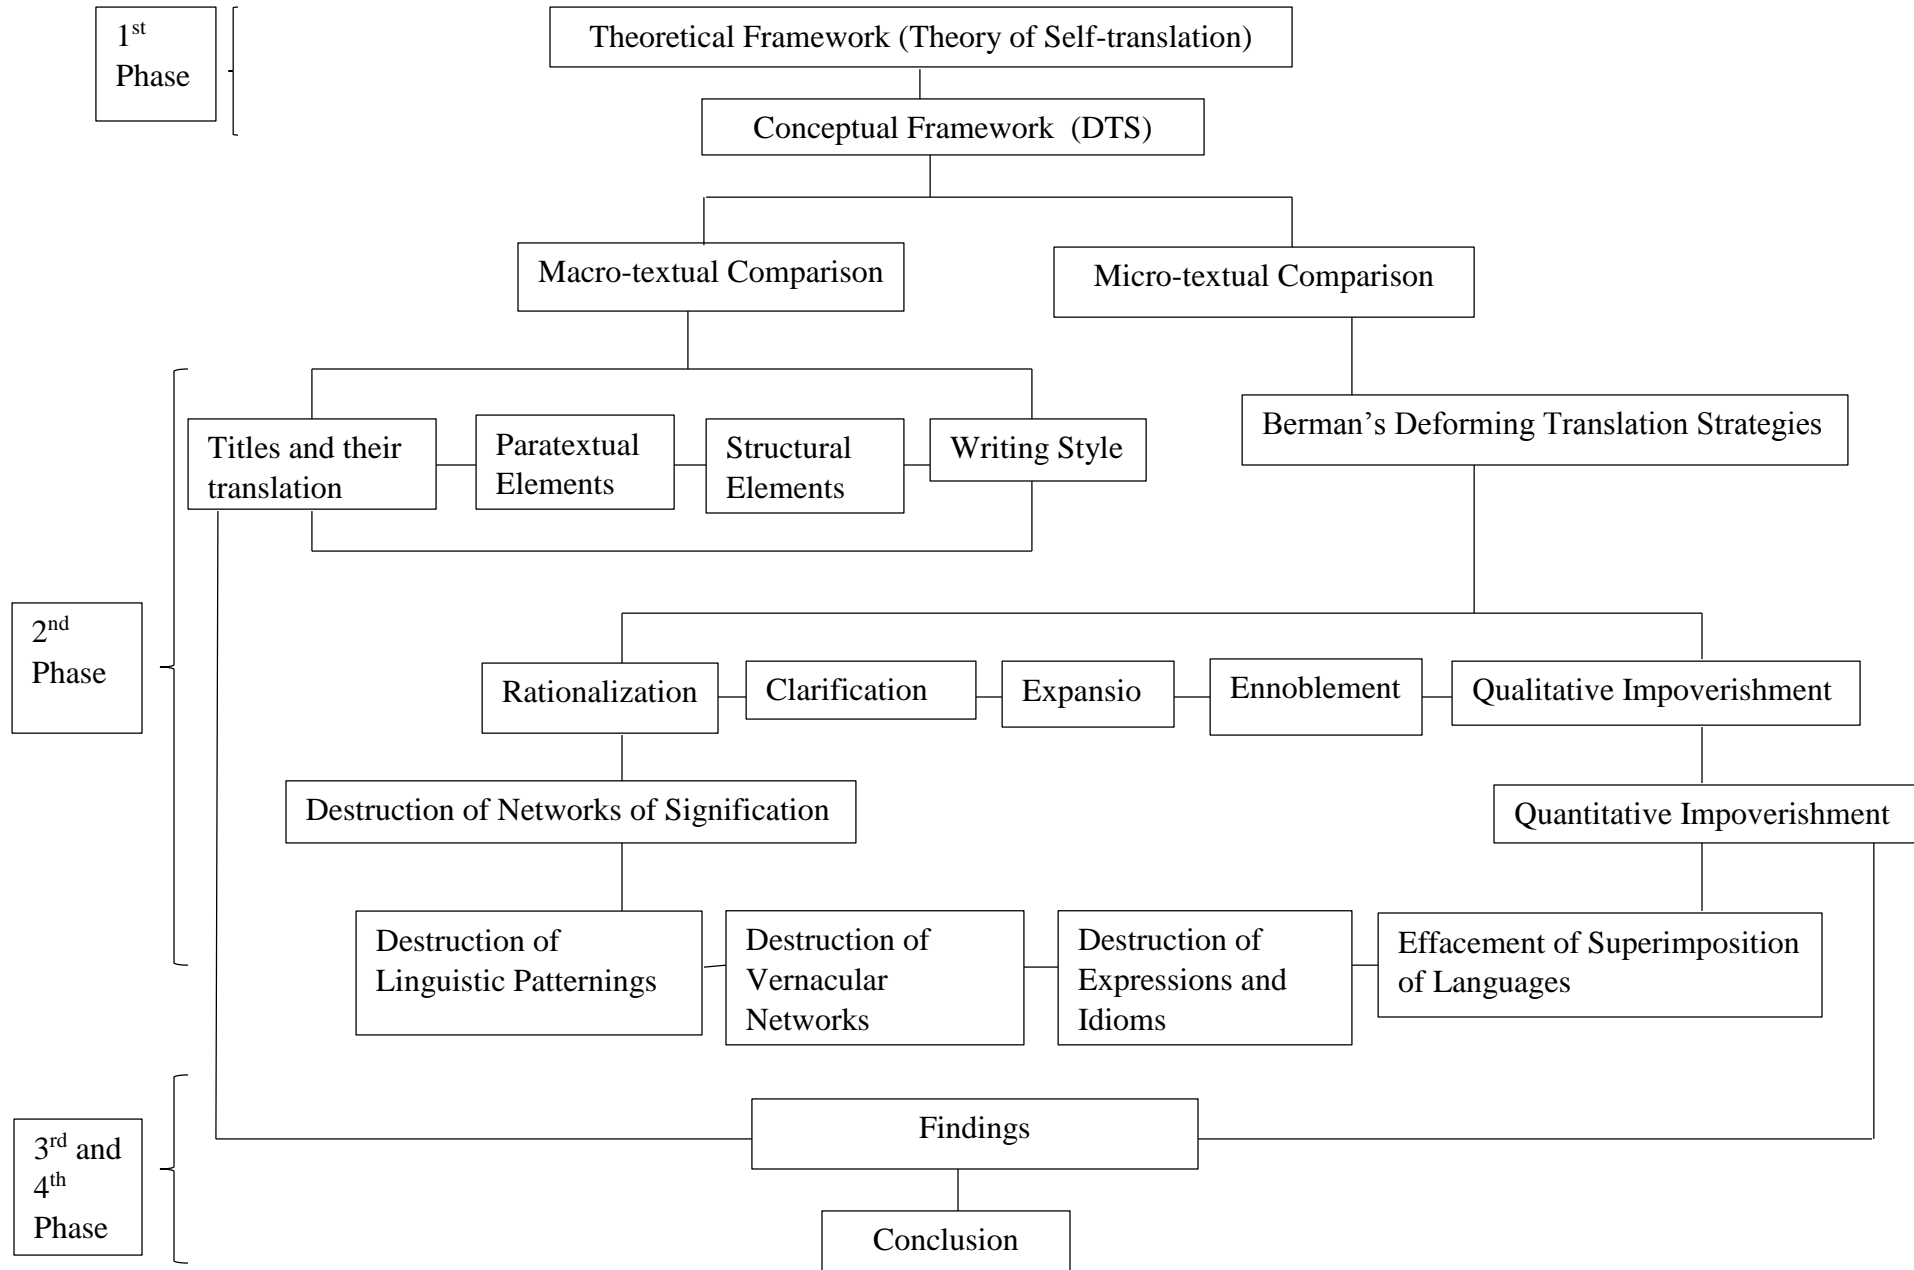 1st
Phase
Theoretical Framework (Theory of Self-translation)
Conceptual Framework (DTS)
Macro-textual Comparison
Micro-textual Comparison
Titles and their
translation
Paratextual
Elements
Structural
Elements
Writing Style
Berman’s Deforming Translation Strategies
2nd
Phase
Rationalization
Clarification
Expansio
Ennoblement
Qualitative Impoverishment
Destruction of Networks of Signification
Quantitative Impoverishment
Destruction of
Linguistic Patternings
Destruction of
Vernacular
Networks
Destruction of
Expressions and
Idioms
Effacement of Superimposition
of Languages
3rd and
4th
Phase
Findings
Conclusion